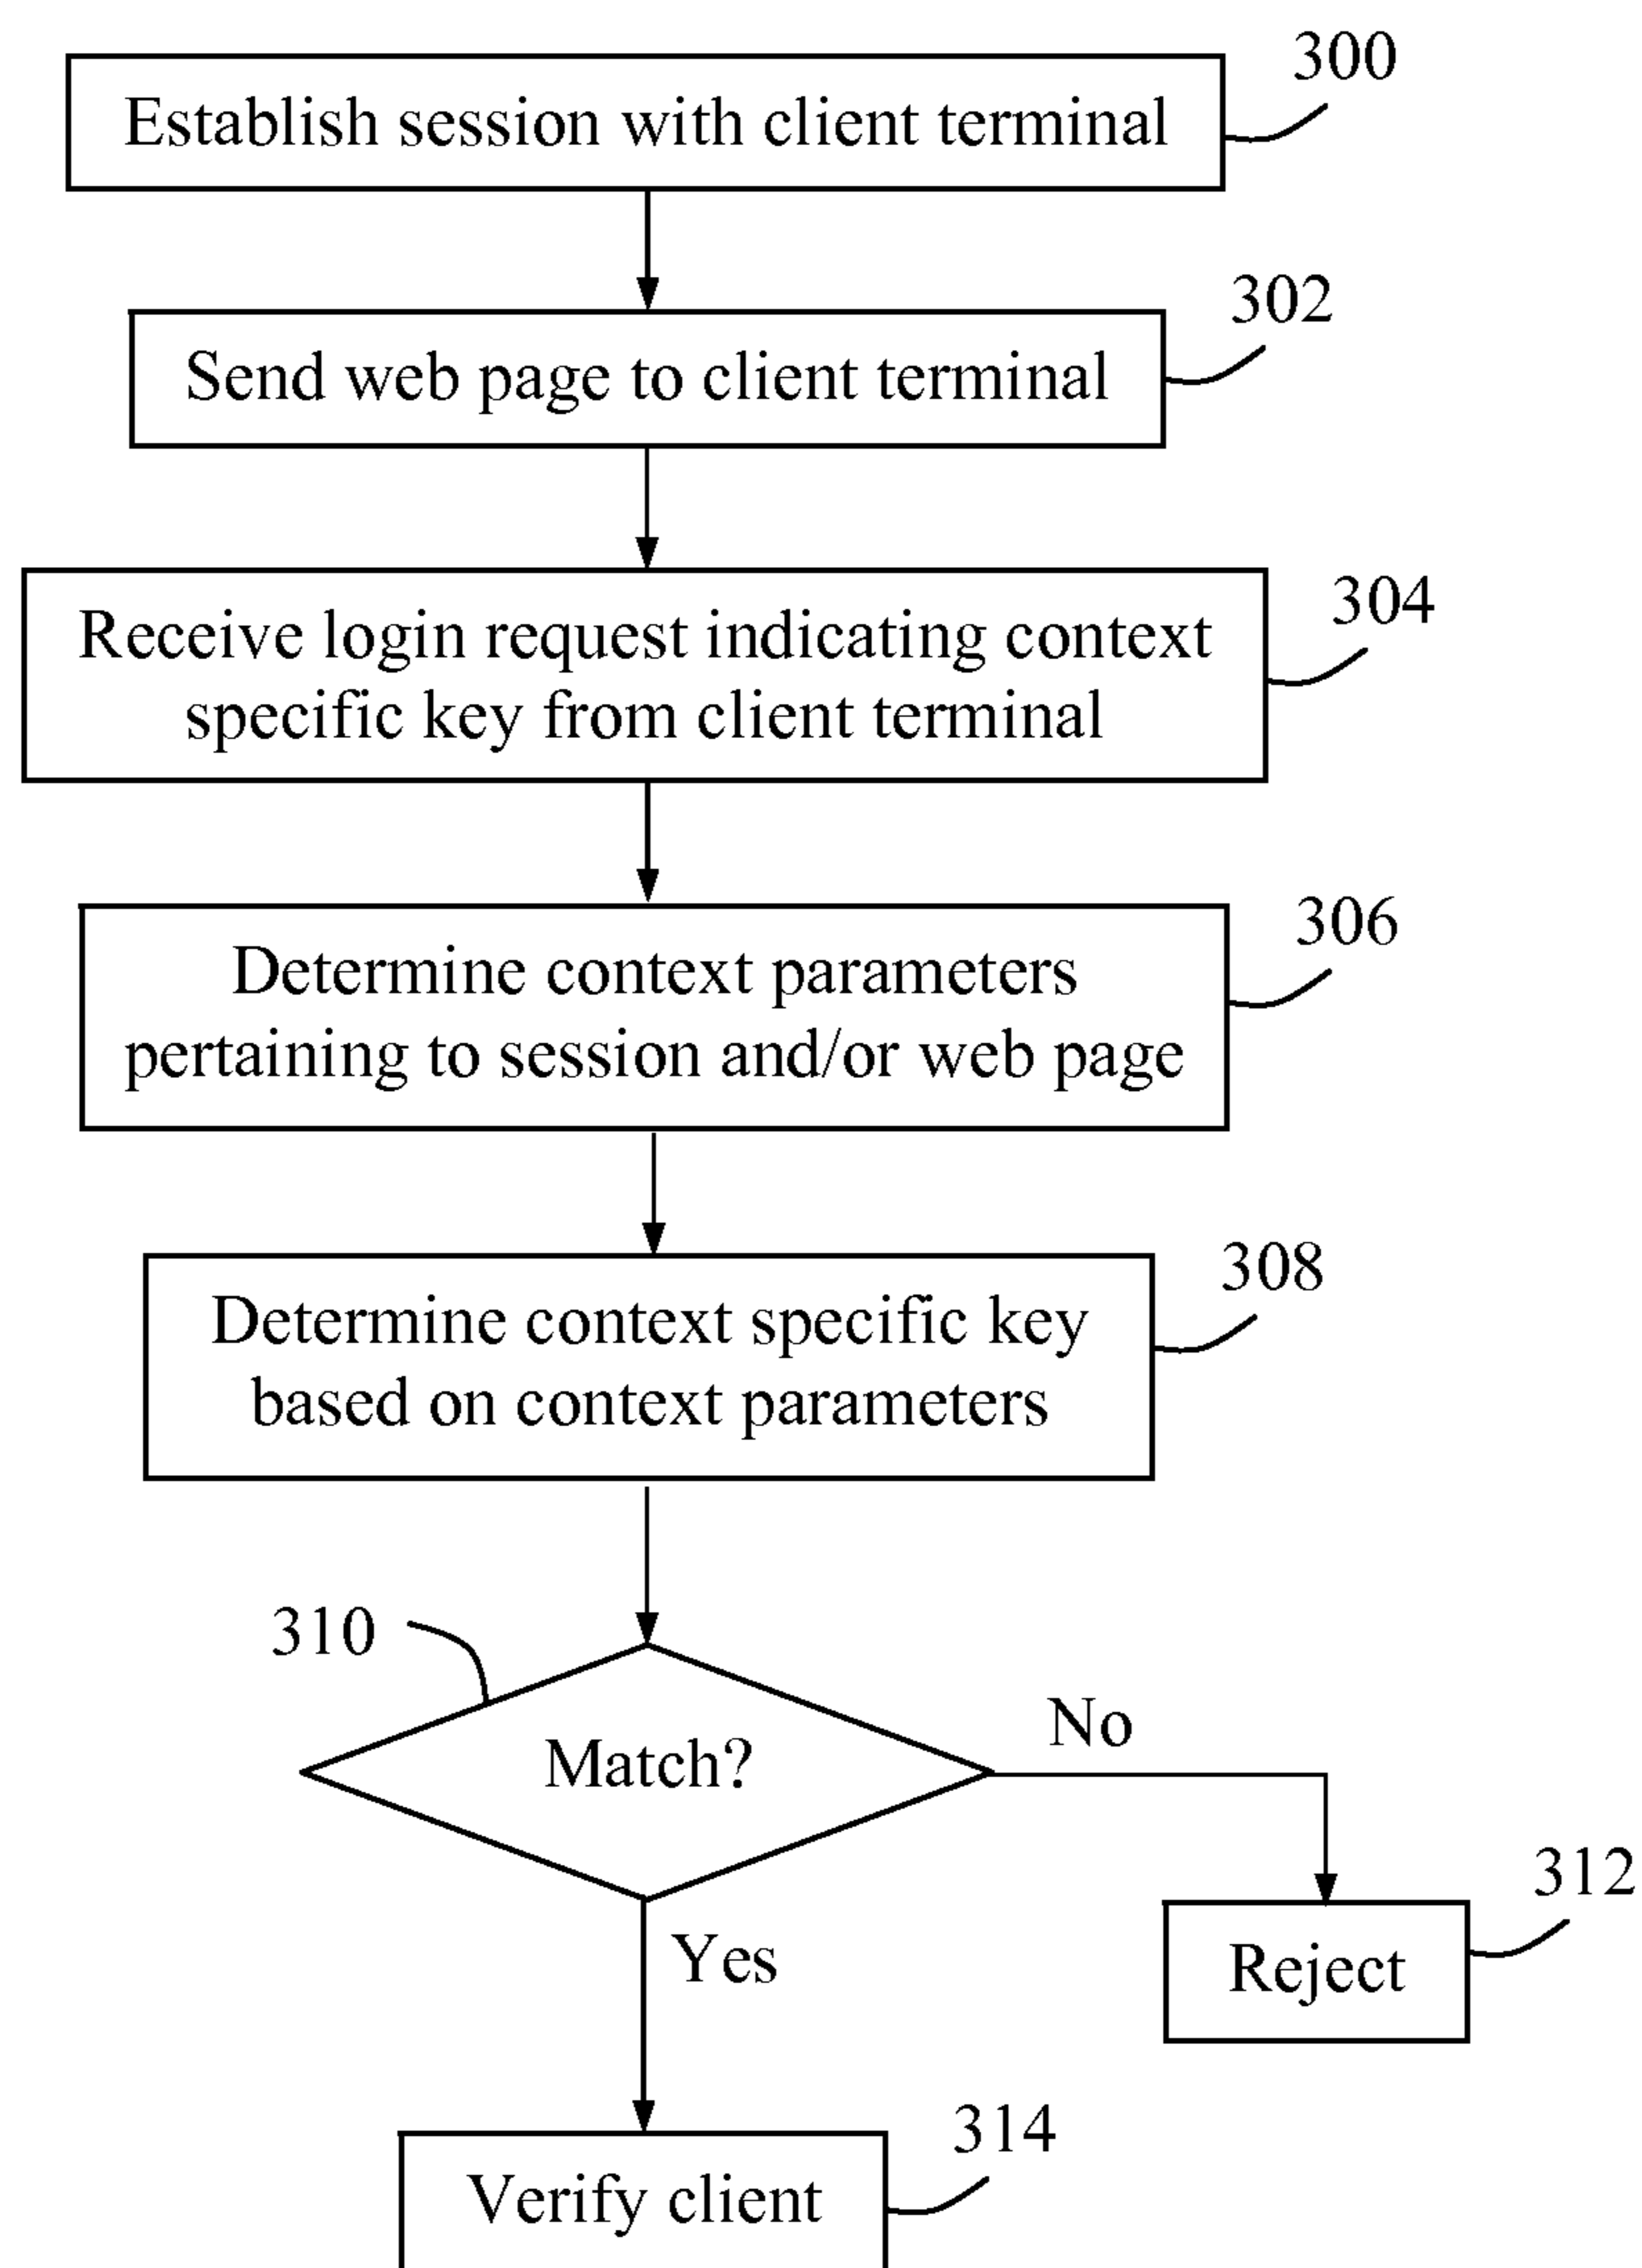 300
Establish session with client terminal
302
Send web page to client terminal
304
Receive login request indicating context
specific key from client terminal
306
Determine context parameters
pertaining to session and/or web page
308
Determine context specific key
based on context parameters
310
Match?
No
Yes
312
Reject
314
Verify client